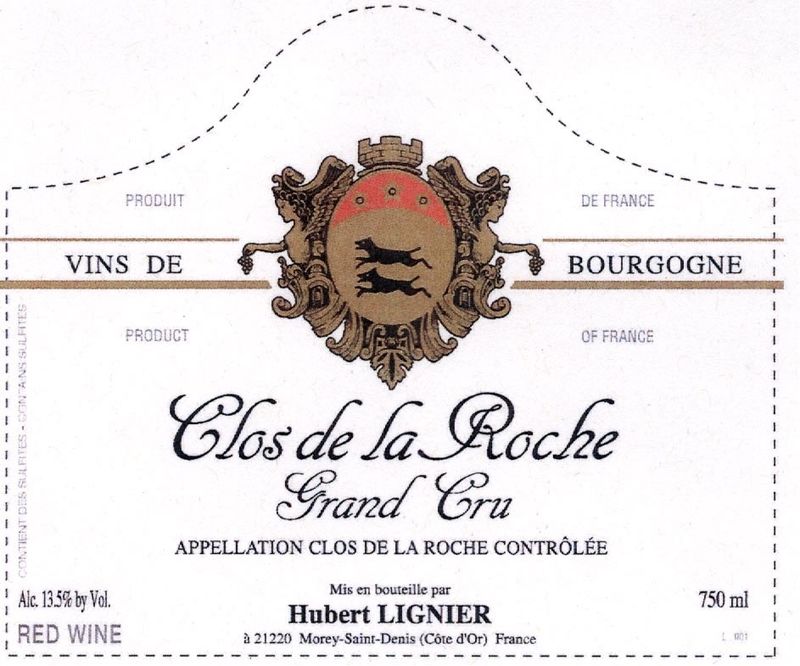 PRODUIT DE FRANCE
VINS DE BOURGOGNE
PRODUCT OF FRANCE
CONTIENT DES SULFITES - CONTAINS SULFITES
Clos de la Roche
Grand Cru
APPELLATION CLOS DE LA ROCHE CONTRÔLÉE
Alc. 13.5% by Vol.
RED WINE
Mis en bouteille par
Hubert LIGNIER
à 21220 Morey-Saint-Denis (Côte d'Or) France
750 ml